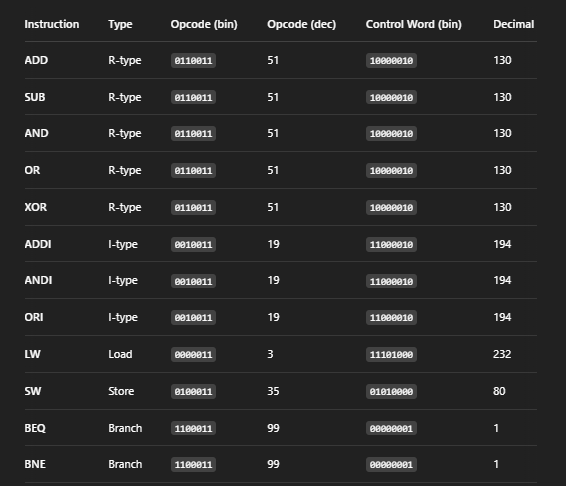 Instruction Type Opcode (bin) Opcode (dec) Control Word (bin) Decimal
ADD R-type 0110011 51 10000010 130
SUB R-type 0110011 51 10000010 130
AND R-type 0110011 51 10000010 130
OR R-type 0110011 51 10000010 130
XOR R-type 0110011 51 10000010 130
ADDI I-type 0010011 19 11000010 194
ANDI I-type 0010011 19 11000010 194
ORI I-type 0010011 19 11000010 194
LW Load 0000011 3 11101000 232
SW Store 0100011 35 01010000 80
BEQ Branch 1100011 99 00000001 1
BNE Branch 1100011 99 00000001 1